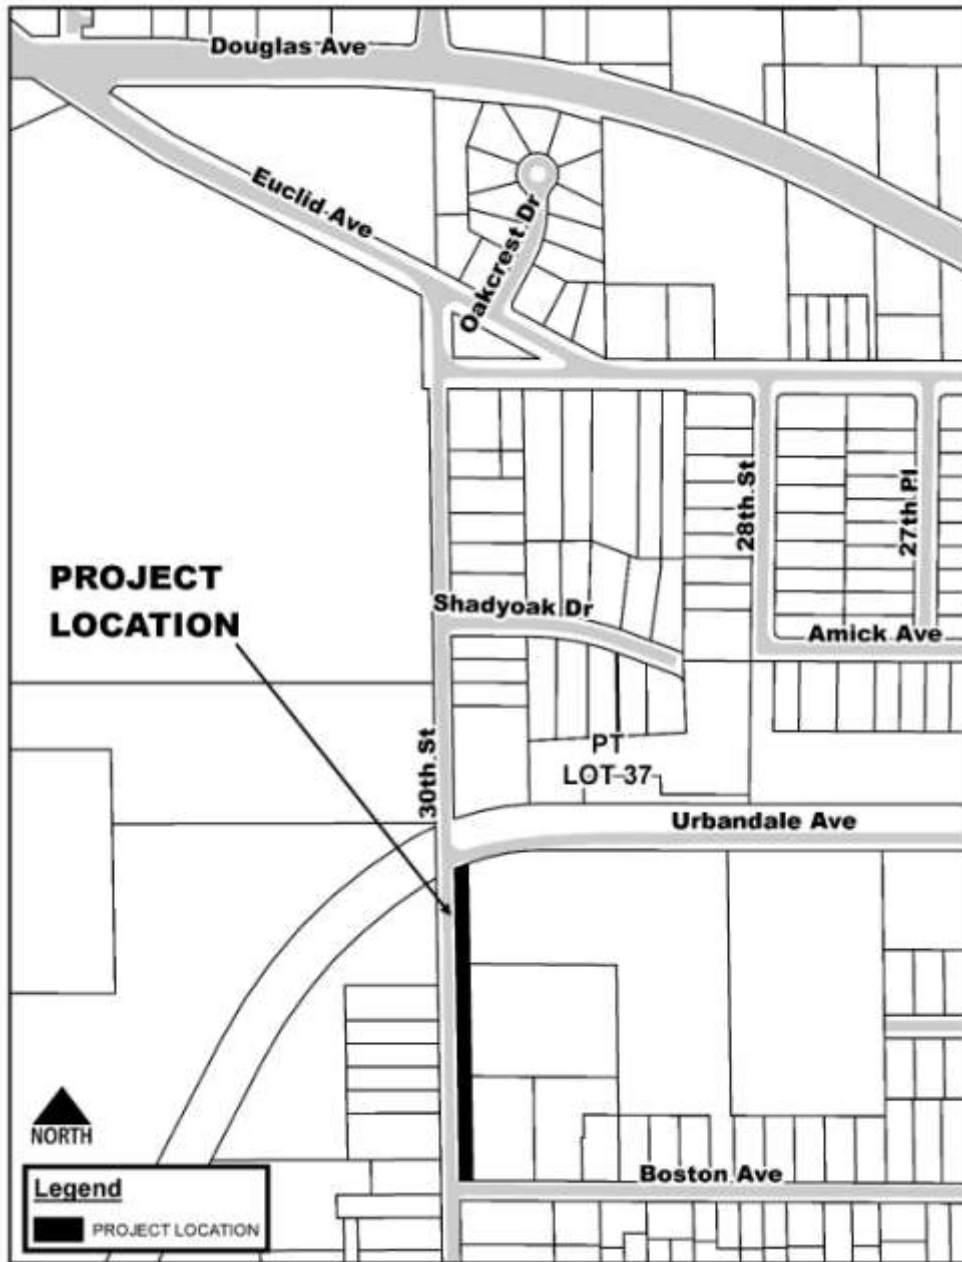 Douglas Ave
Euclid Ave
Oakcrest Dr
28th St
27th Pl
PROJECT
LOCATION
Shadyoak Dr
Amick Ave
30th St
PT
LOT 37
Urbandale Ave
NORTH
Boston Ave
Legend
PROJECT LOCATION